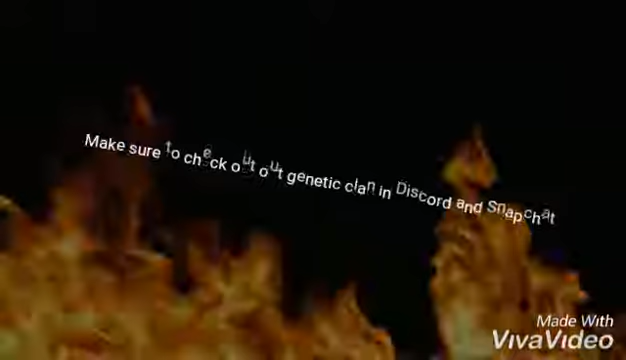 Make sure to check out out genetic clan in Discord and Snapchat
Made With
VivaVideo